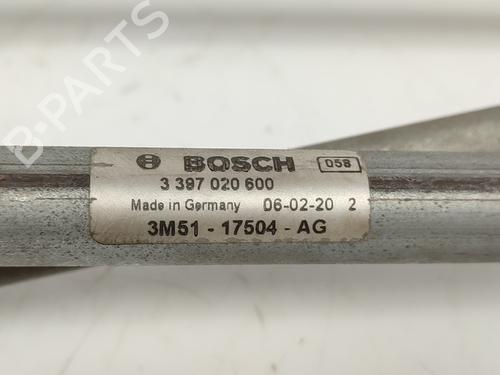 BOSCH 058
3 397 020 600
Made in Germany 06-02-20 2
3M51 - 17504 - AG
B-PARTS